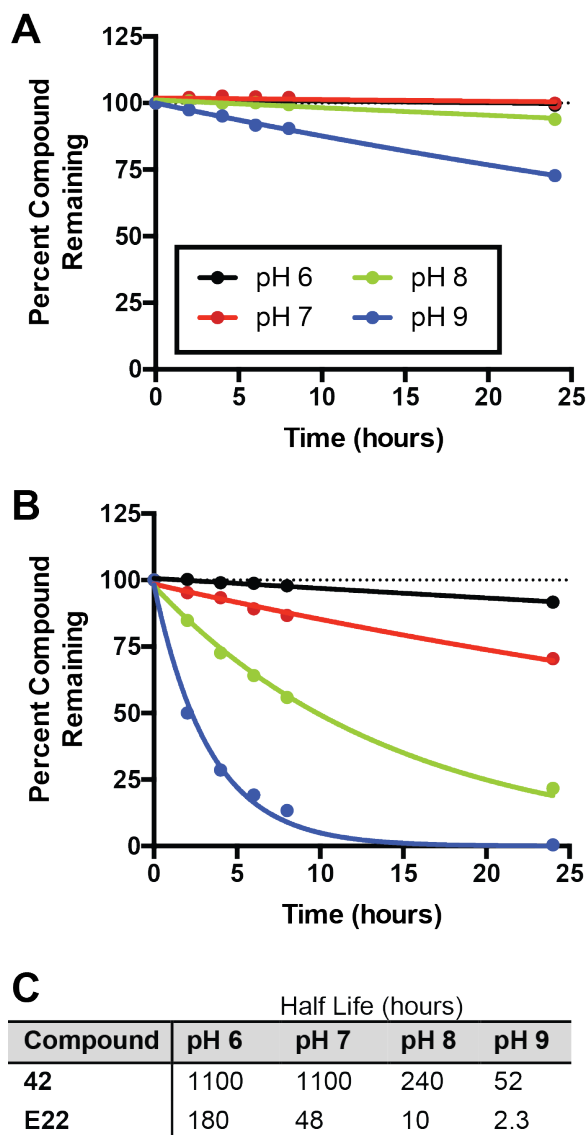 A
125
100
75
50
25
0
Percent Compound
Remaining
pH 6
pH 8
pH 7
pH 9
0 5 10 15 20 25
Time (hours)
B
125
100
75
50
25
0
Percent Compound
Remaining
0 5 10 15 20 25
Time (hours)
C
Half Life (hours)
Compound pH 6 pH 7 pH 8 pH 9
42 1100 1100 240 52
E22 180 48 10 2.3